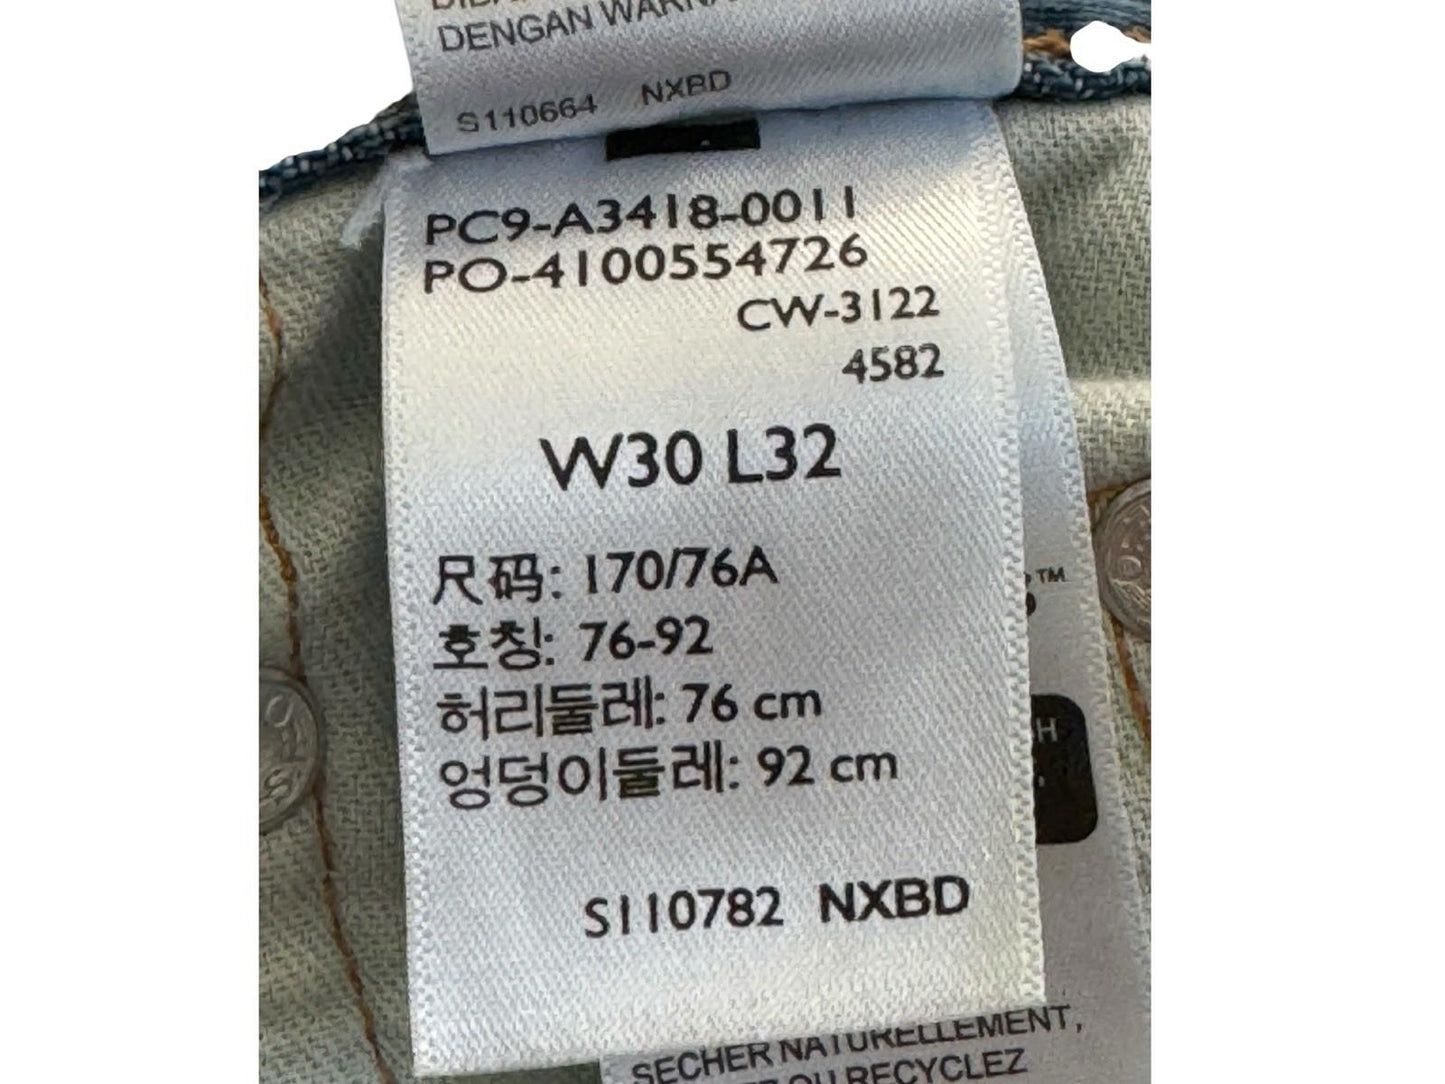 DENGAN
S110664 NXBD
PC9-A3418-0011
PO-4100554726
CW-3122
4582
W30 L32
尺码: 170/76A
호칭: 76-92
허리둘레: 76 cm
엉덩이둘레: 92 cm
S110782 NXBD
TM
SECHER NATURELLEMENT,
OU RECYCLEZ